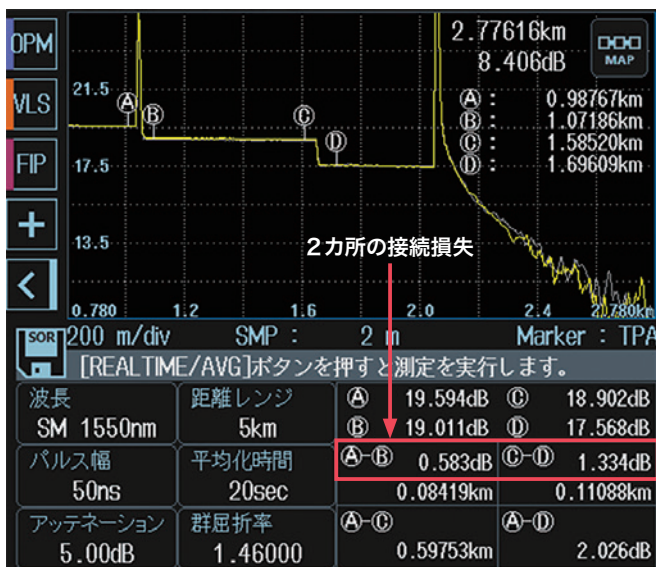 OPM
VLS
FIP
+
<
2.77616km
8.406dB
MAP
Ⓐ : 0.98767km
Ⓑ : 1.07186km
Ⓒ : 1.58520km
Ⓓ : 1.69609km
21.5
17.5
13.5
Ⓐ
Ⓑ
Ⓒ
Ⓓ
2カ所の接続損失
0.780 1.2 1.6 2.0 2.4 2.780km
SOR
200 m/div SMP : 2 m Marker : TPA
[REALTIME/AVG]ボタンを押すと測定を実行します。
波長
SM 1550nm
距離レンジ
5km
Ⓐ 19.594dB Ⓒ 18.902dB
Ⓑ 19.011dB Ⓓ 17.568dB
パルス幅
50ns
平均化時間
20sec
Ⓐ-Ⓑ 0.583dB Ⓒ-Ⓓ 1.334dB
0.08419km 0.11088km
アッテネーション
5.00dB
群屈折率
1.46000
Ⓐ-Ⓒ Ⓐ-Ⓓ
0.59753km 2.026dB